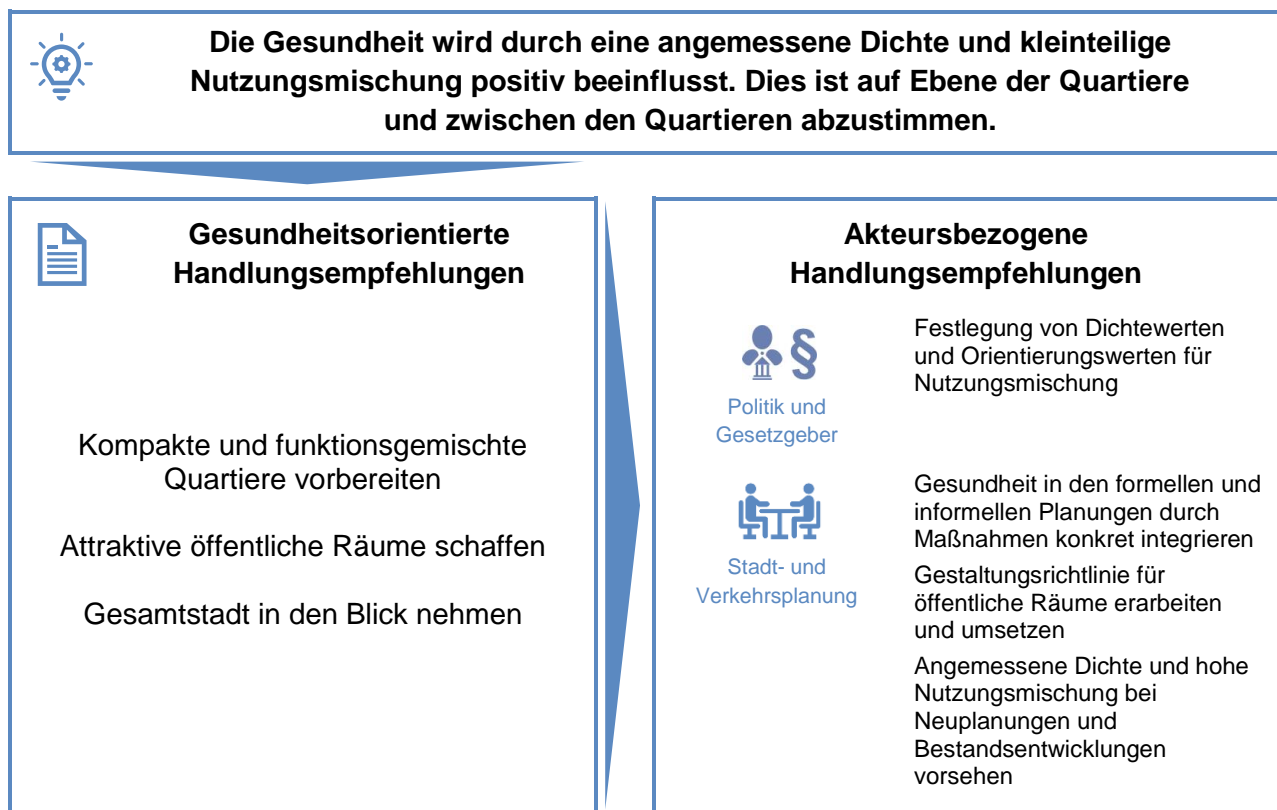 Die Gesundheit wird durch eine angemessene Dichte und kleinteilige
Nutzungsmischung positiv beeinflusst. Dies ist auf Ebene der Quartiere
und zwischen den Quartieren abzustimmen.
Gesundheitsorientierte
Handlungsempfehlungen
Kompakte und funktionsgemischte
Quartiere vorbereiten
Attraktive öffentliche Räume schaffen
Gesamtstadt in den Blick nehmen
Akteursbezogene
Handlungsempfehlungen
§
Politik und
Gesetzgeber
Festlegung von Dichtewerten
und Orientierungswerten für
Nutzungsmischung
Stadt- und
Verkehrsplanung
Gesundheit in den formellen und
informellen Planungen durch
Maßnahmen konkret integrieren
Gestaltungsrichtlinie für
öffentliche Räume erarbeiten
und umsetzen
Angemessene Dichte und hohe
Nutzungsmischung bei
Neuplanungen und
Bestandsentwicklungen
vorsehen